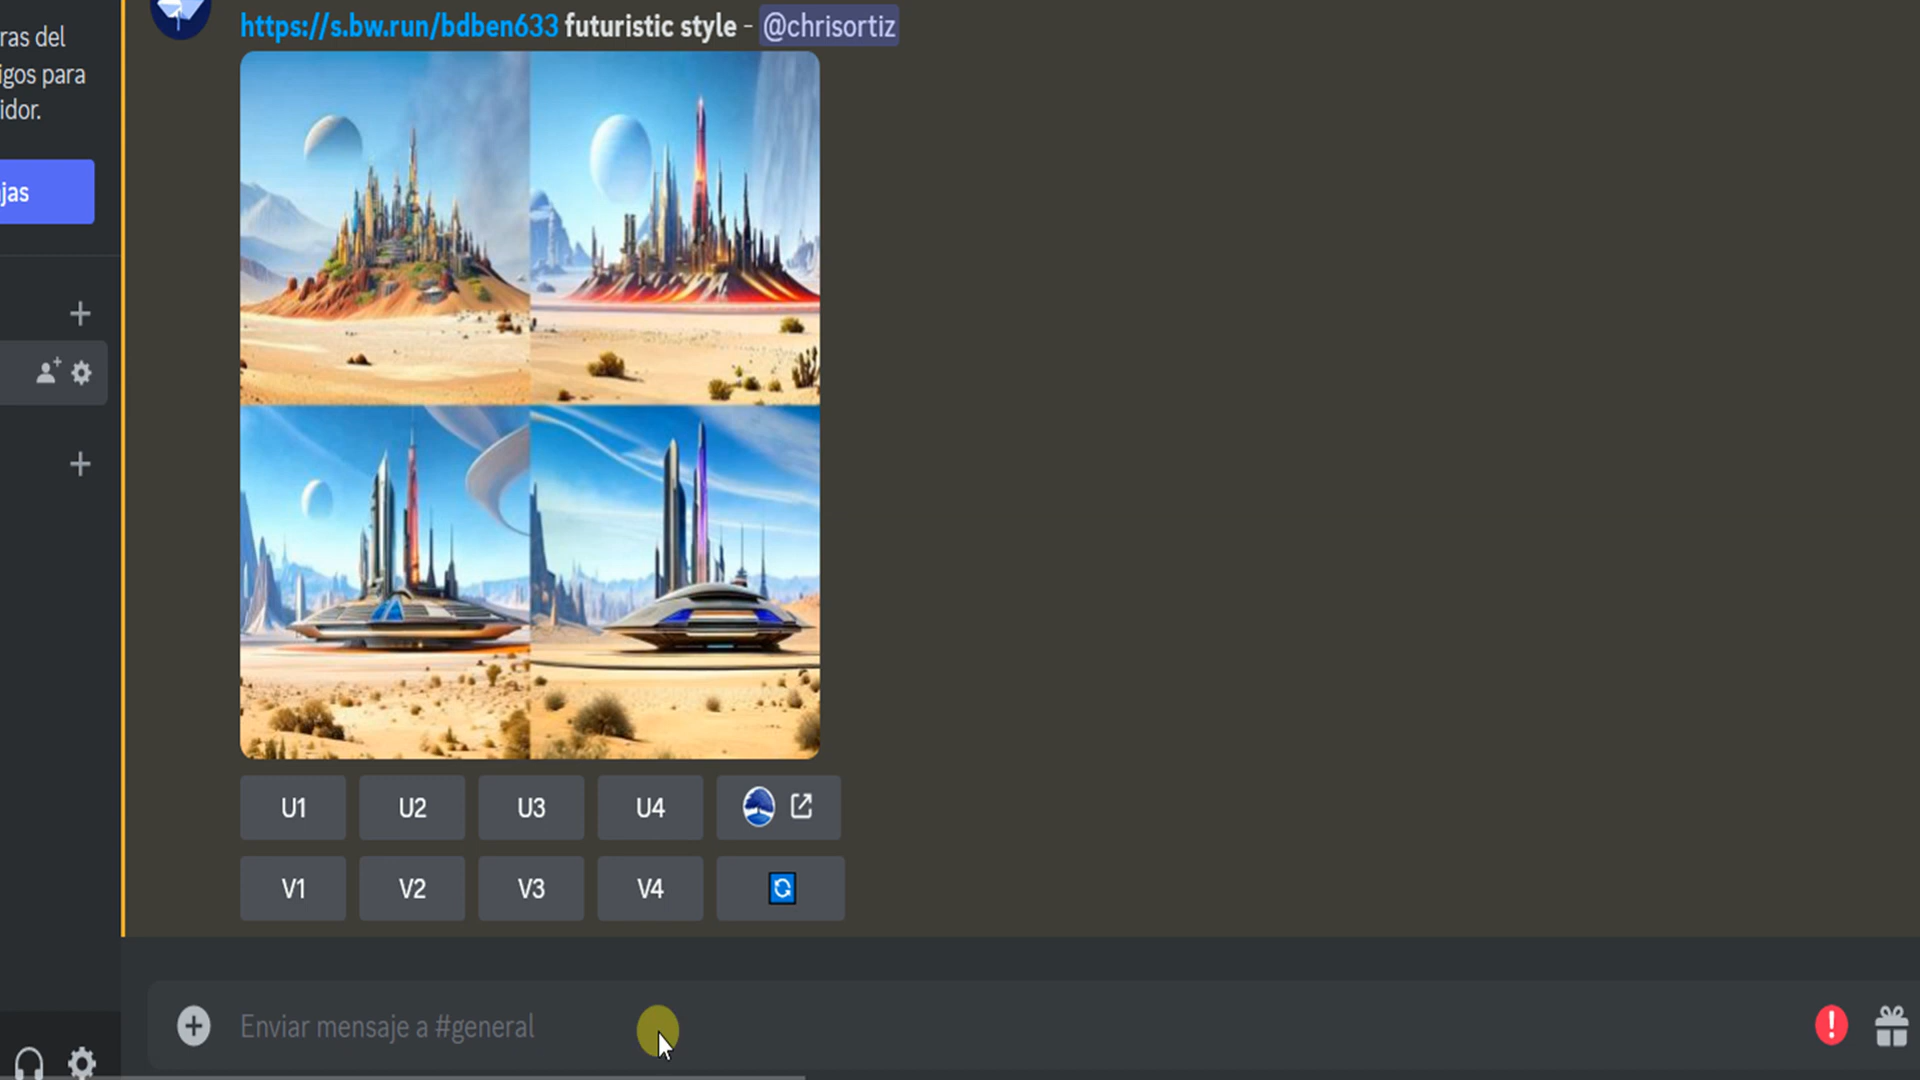 ras del
igos para
idor.
jas
https://s.bw.run/bdben633 futuristic style - @chrisortiz
U1 U2 U3 U4
V1 V2 V3 V4
Enviar mensaje a #general